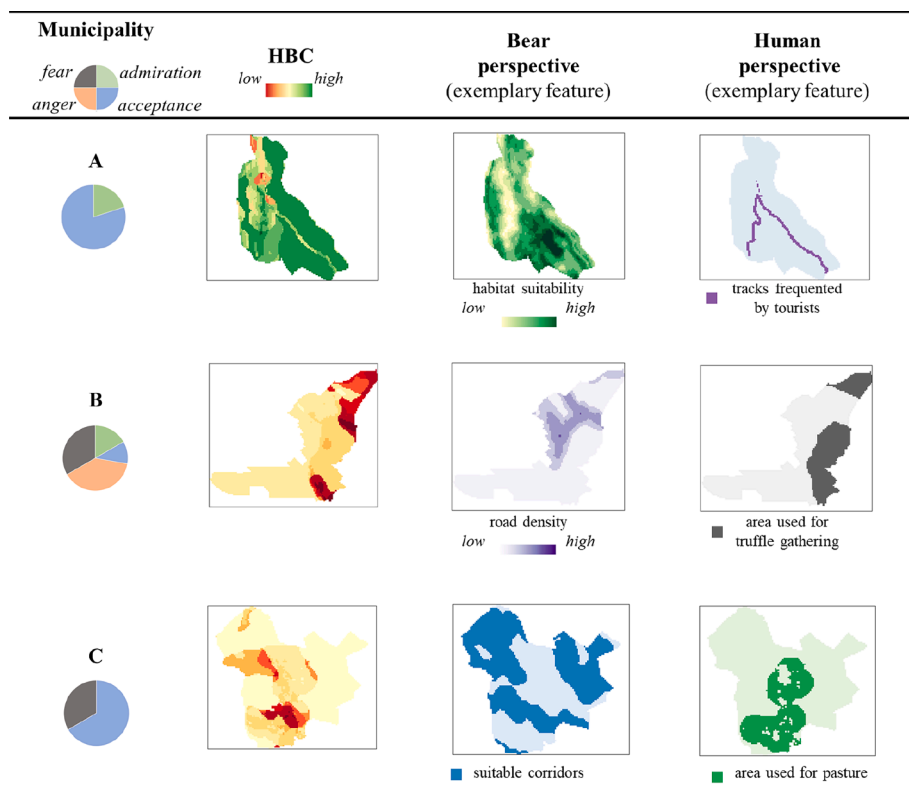 Municipality
fear
admiration
anger
acceptance
HBC
low
high
Bear
perspective
(exemplary feature)
Human
perspective
(exemplary feature)
A
habitat suitability
low
high
tracks frequented
by tourists
B
road density
low
high
area used for
truffle gathering
C
suitable corridors
area used for pasture